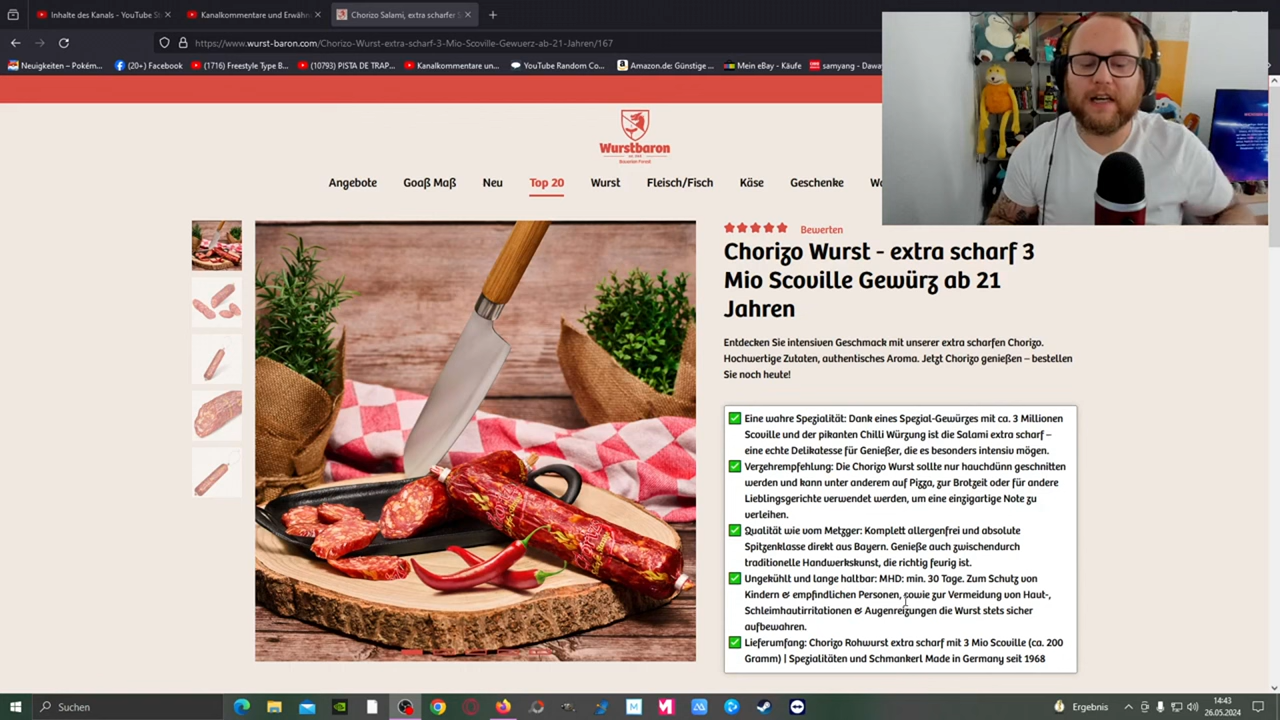 Inhalte des Kanals - YouTube St
Kanalkommentare und Erwähn
Chorizo Salami, extra scharfer S
https://www.wurst-baron.com/Chorizo-Wurst-extra-scharf-3-Mio-Scoville-Gewuerz-ab-21-Jahren/167
Neuigkeiten – Pokém...
(20+) Facebook
(1716) Freestyle Type B...
(10793) PISTA DE TRAP...
Kanalkommentare un...
YouTube Random Co...
Amazon.de: Günstige ...
Mein eBay - Käufe
samyang - Dawa
Wurstbaron
Angebote
Goaß Maß
Neu
Top 20
Wurst
Fleisch/Fisch
Käse
Geschenke
Bewerten
Chorizo Wurst - extra scharf 3
Mio Scoville Gewürz ab 21
Jahren
Entdecken Sie intensiven Geschmack mit unserer extra scharfen Chorizo.
Hochwertige Zutaten, authentisches Aroma. Jetzt Chorizo genießen – bestellen
Sie noch heute!
Eine wahre Spezialität: Dank eines Spezial-Gewürzes mit ca. 3 Millionen
Scoville und der pikanten Chilli Würzung ist die Salami extra scharf –
eine echte Delikatesse für Genießer, die es besonders intensiv mögen.
Verzehrempfehlung: Die Chorizo Wurst sollte nur hauchdünn geschnitten
werden und kann unter anderem auf Pizza, zur Brotzeit oder für andere
Lieblingsgerichte verwendet werden, um eine einzigartige Note zu
verleihen.
Qualität wie vom Metzger: Komplett allergenfrei und absolute
Spitzenklasse direkt aus Bayern. Genieße auch zwischendurch
traditionelle Handwerkskunst, die richtig feurig ist.
Ungekühlt und lange haltbar: MHD: min. 30 Tage. Zum Schutz von
Kindern & empfindlichen Personen, sowie zur Vermeidung von Haut-,
Schleimhautirritationen & Augenreizungen die Wurst stets sicher
aufbewahren.
Lieferumfang: Chorizo Rohwurst extra scharf mit 3 Mio Scoville (ca. 200
Gramm) | Spezialitäten und Schmankerl Made in Germany seit 1968
Suchen
Ergebnis
14:43
26.05.2024